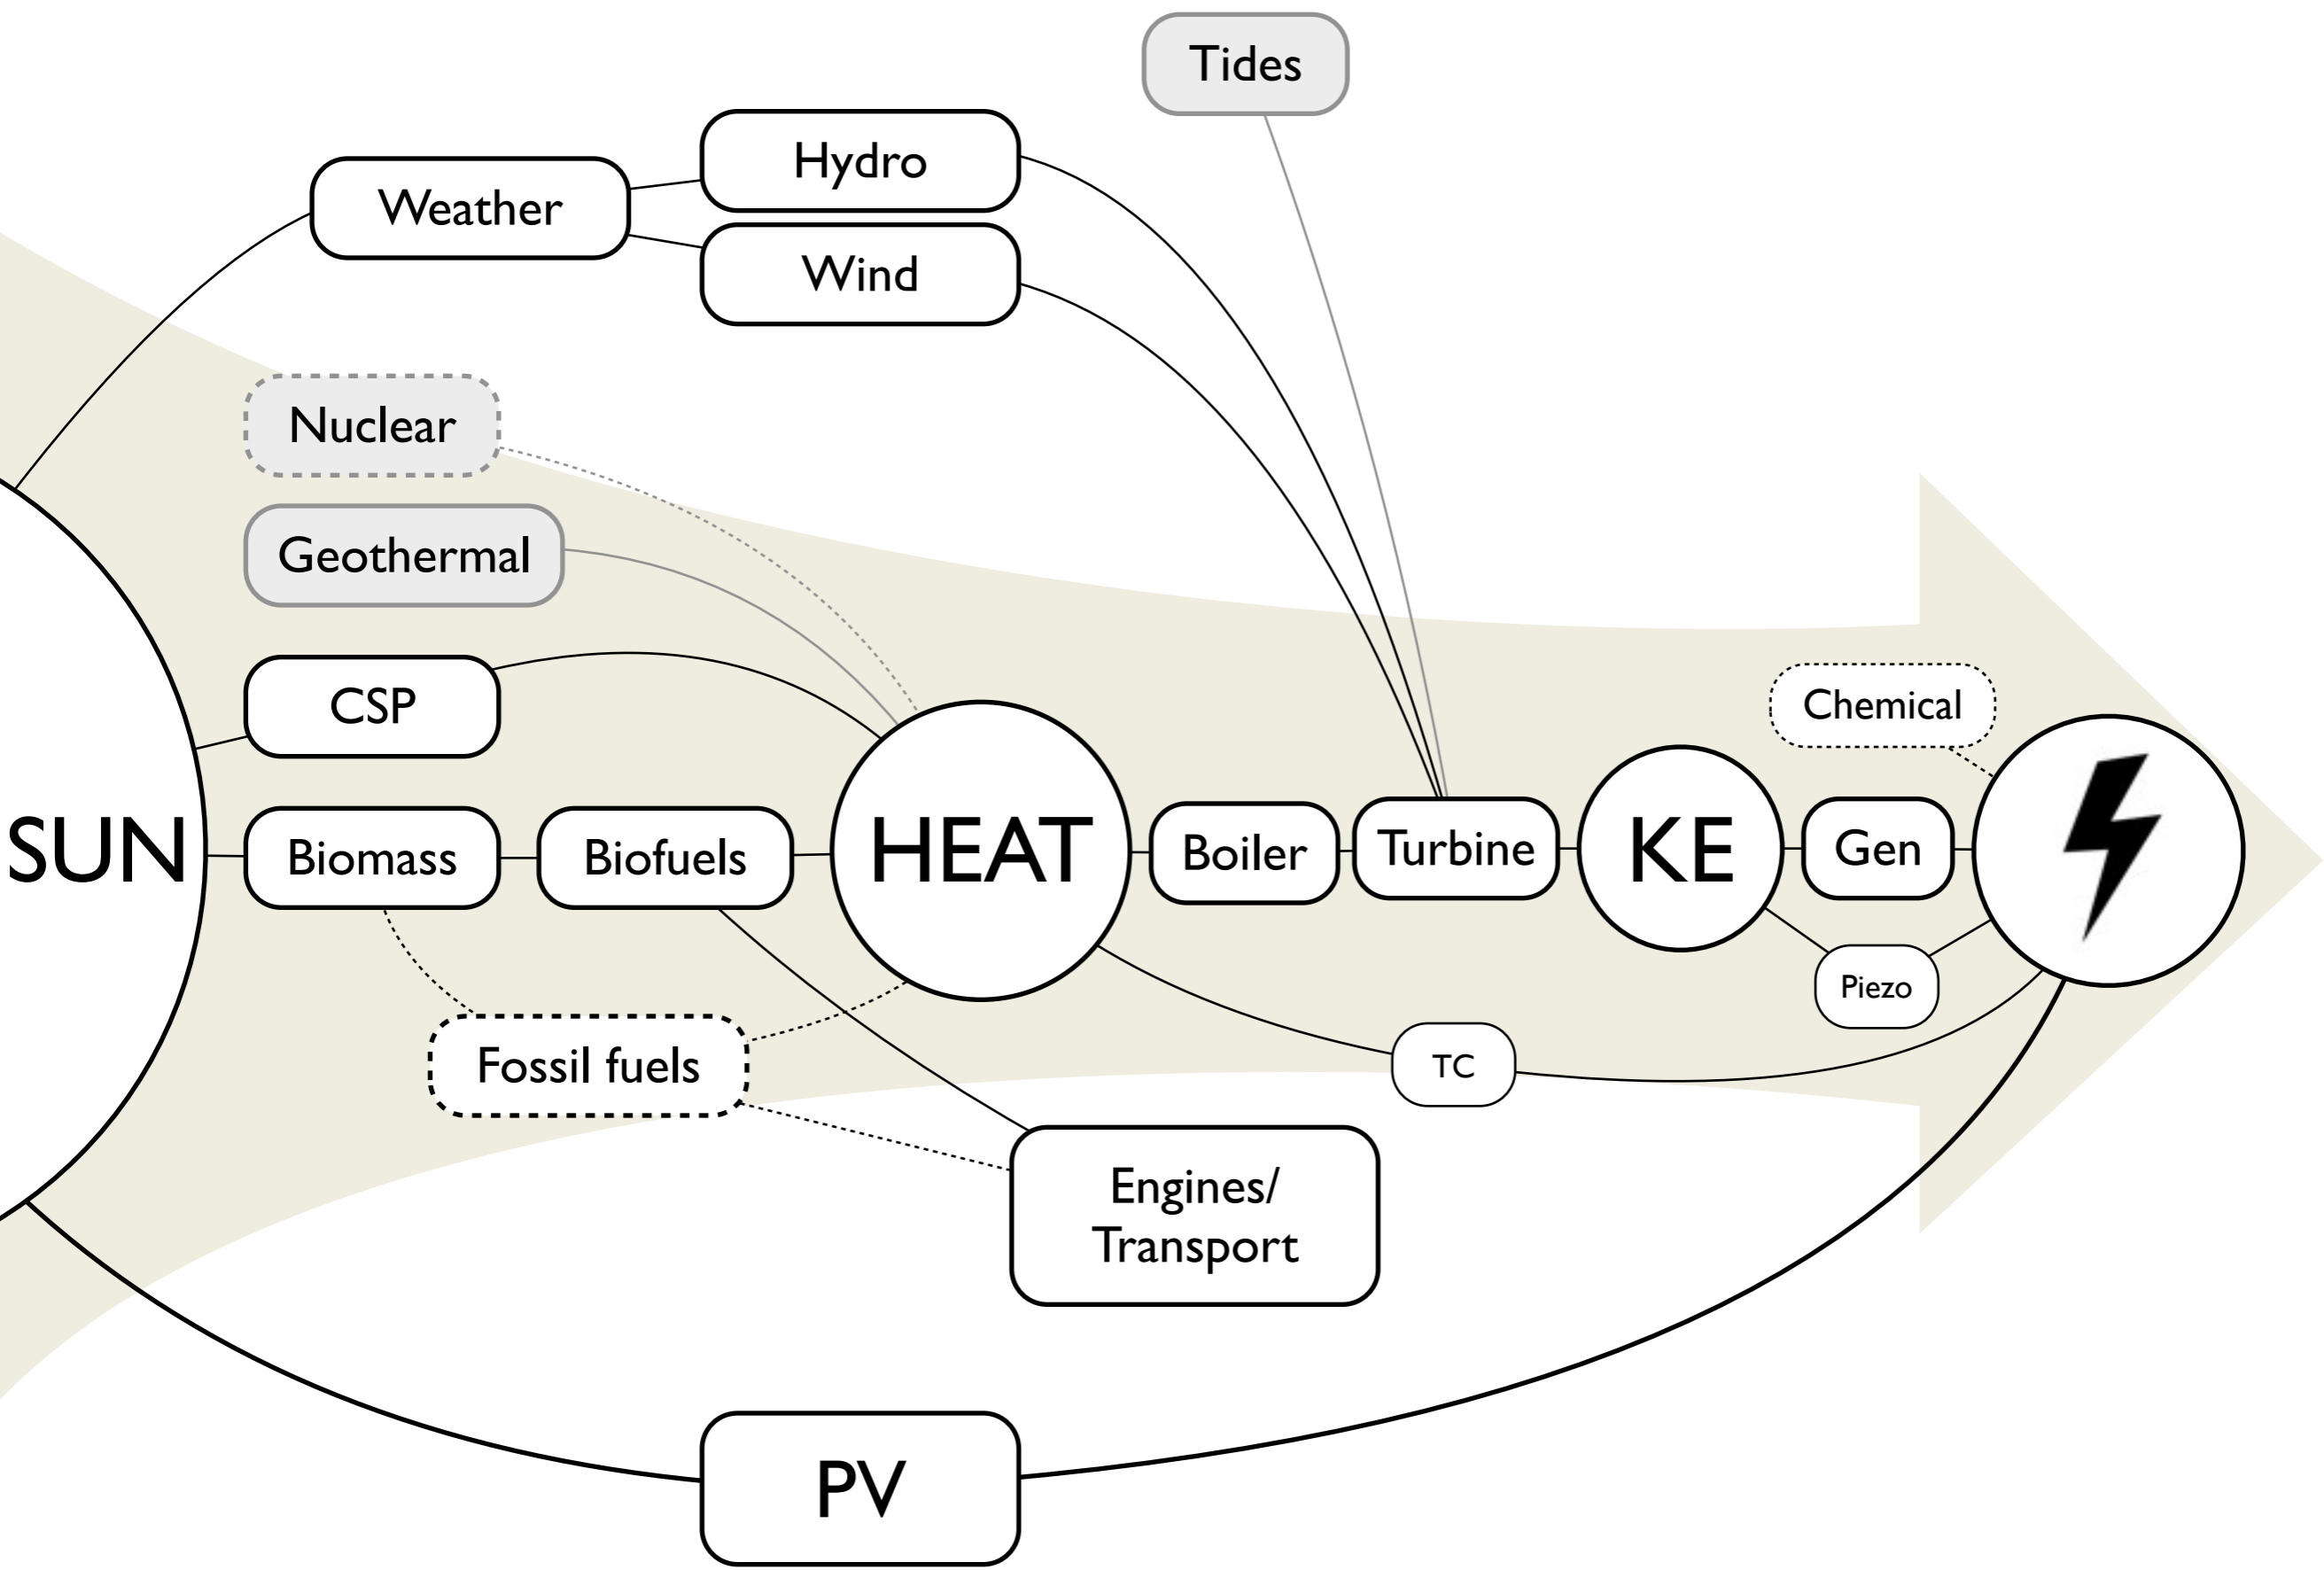 Tides
Hydro
Weather
Wind
Nuclear
Geothermal
CSP
Chemical
SUN
Biomass
Biofuels
HEAT
Boiler
Turbine
KE
Gen
Piezo
Fossil fuels
TC
Engines/
Transport
PV